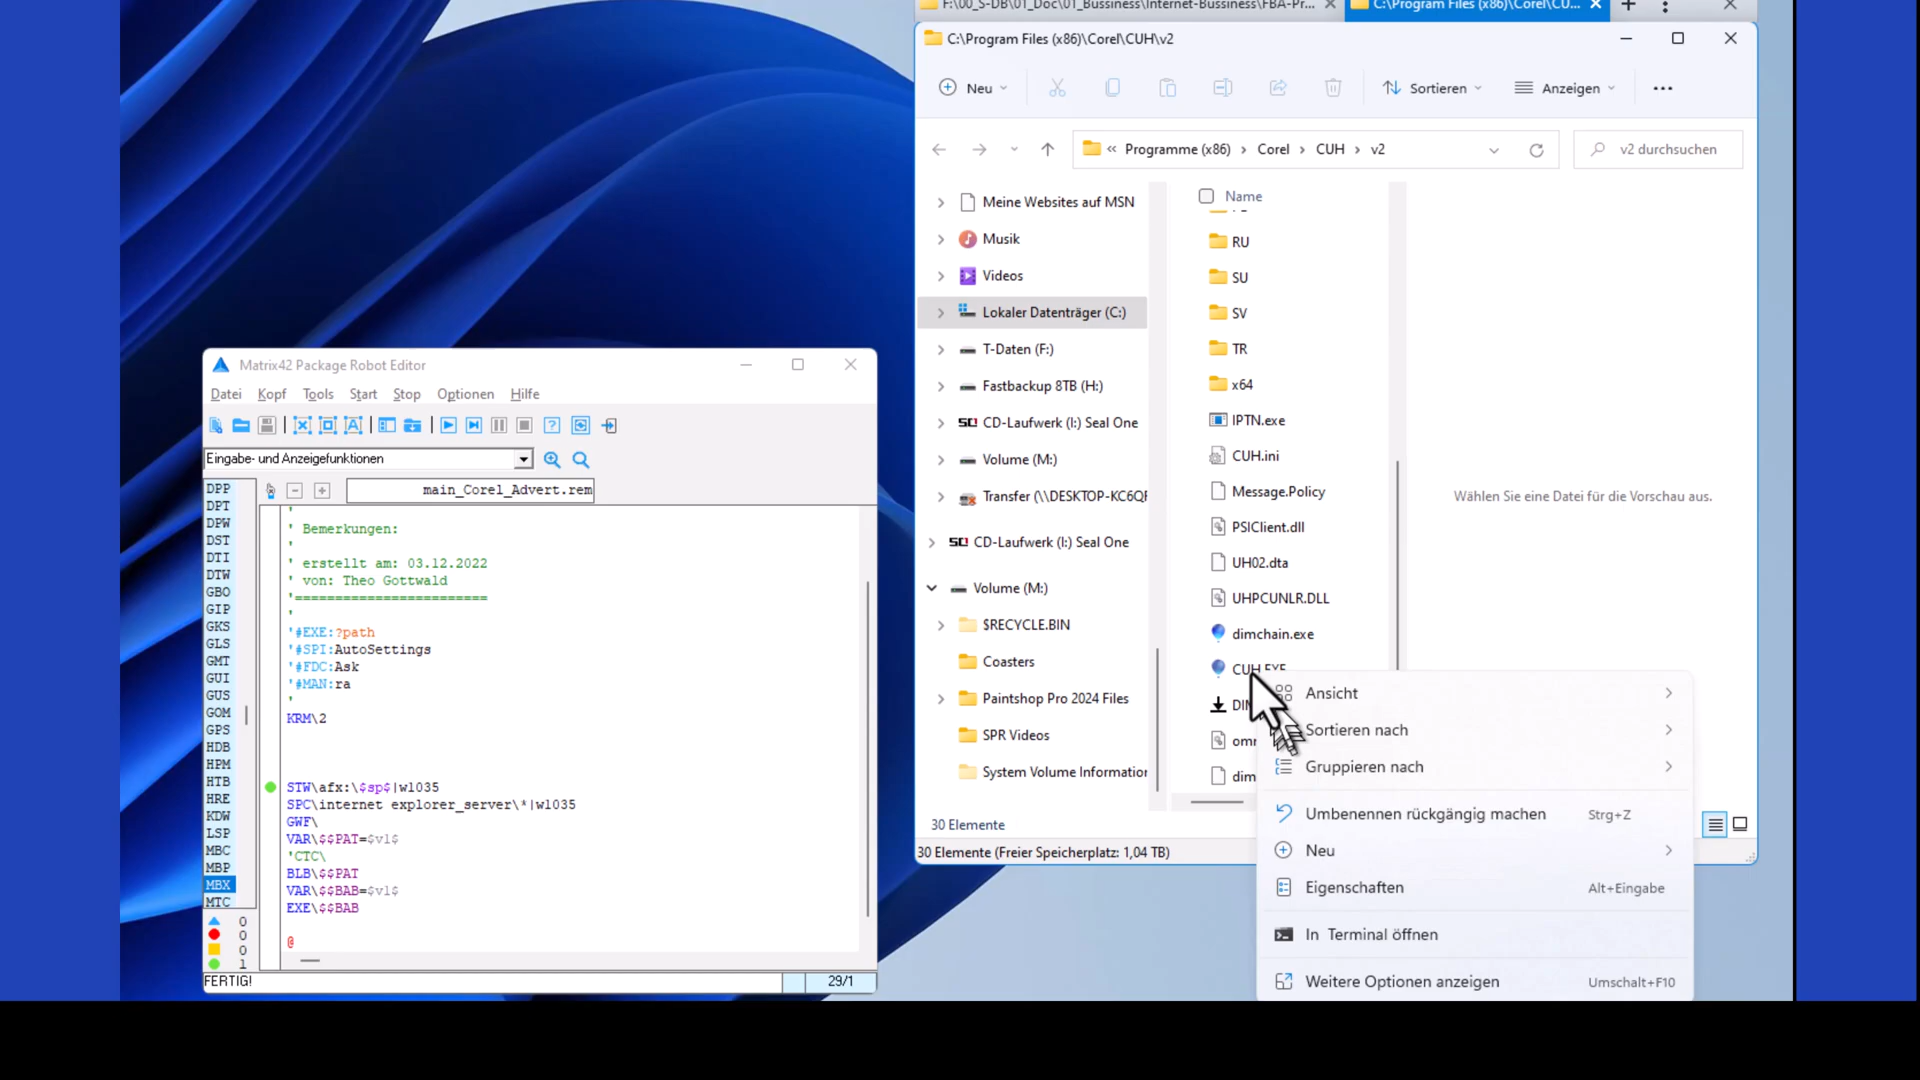 F:\00_S-DB\01_Doc\01_Bussiness\Internet-Bussiness\FBA-Pr...
C:\Program Files (x86)\Corel\CU...
C:\Program Files (x86)\Corel\CUH\v2
Neu
Sortieren
Anzeigen
« Programme (x86) › Corel › CUH › v2
v2 durchsuchen
Meine Websites auf MSN
Musik
Videos
Lokaler Datenträger (C:)
T-Daten (F:)
Fastbackup 8TB (H:)
CD-Laufwerk (I:) Seal One
Volume (M:)
Transfer (\\DESKTOP-KC6QF
CD-Laufwerk (I:) Seal One
Volume (M:)
$RECYCLE.BIN
Coasters
Paintshop Pro 2024 Files
SPR Videos
System Volume Informatio
Name
RU
SU
SV
TR
x64
IPTN.exe
CUH.ini
Message.Policy
PSIClient.dll
UH02.dta
UHPCUNLR.DLL
dimchain.exe
CUH.EXE
dim
Wählen Sie eine Datei für die Vorschau aus.
30 Elemente
30 Elemente (Freier Speicherplatz: 1,04 TB)
Ansicht
Sortieren nach
Gruppieren nach
Umbenennen rückgängig machen Strg+Z
Neu
Eigenschaften Alt+Eingabe
In Terminal öffnen
Weitere Optionen anzeigen Umschalt+F10
Matrix42 Package Robot Editor
Datei Kopf Tools Start Stop Optionen Hilfe
Eingabe- und Anzeigefunktionen
main_Corel_Advert.rem
DPP
DPT
DPW
DST
DTI
DTW
GBO
GIP
GKS
GLS
GMT
GUI
GUS
GOM
GPS
HDB
HPM
HTB
HRE
KDW
LSP
MBC
MBP
MBX
MTC
0
0
0
1
'
' Bemerkungen:
'
' erstellt am: 03.12.2022
' von: Theo Gottwald
'========================
'
'#EXE:?path
'#SPI:AutoSettings
'#FDC:Ask
'#MAN:ra
'
KRM\2
STW\afx:\$sp$|w1035
SPC\internet explorer_server\*|w1035
GWF\
VAR\$$PAT=$v1$
'CTC\
BLB\$$PAT
VAR\$$BAB=$v1$
EXE\$$BAB
@
FERTIG!
29/1